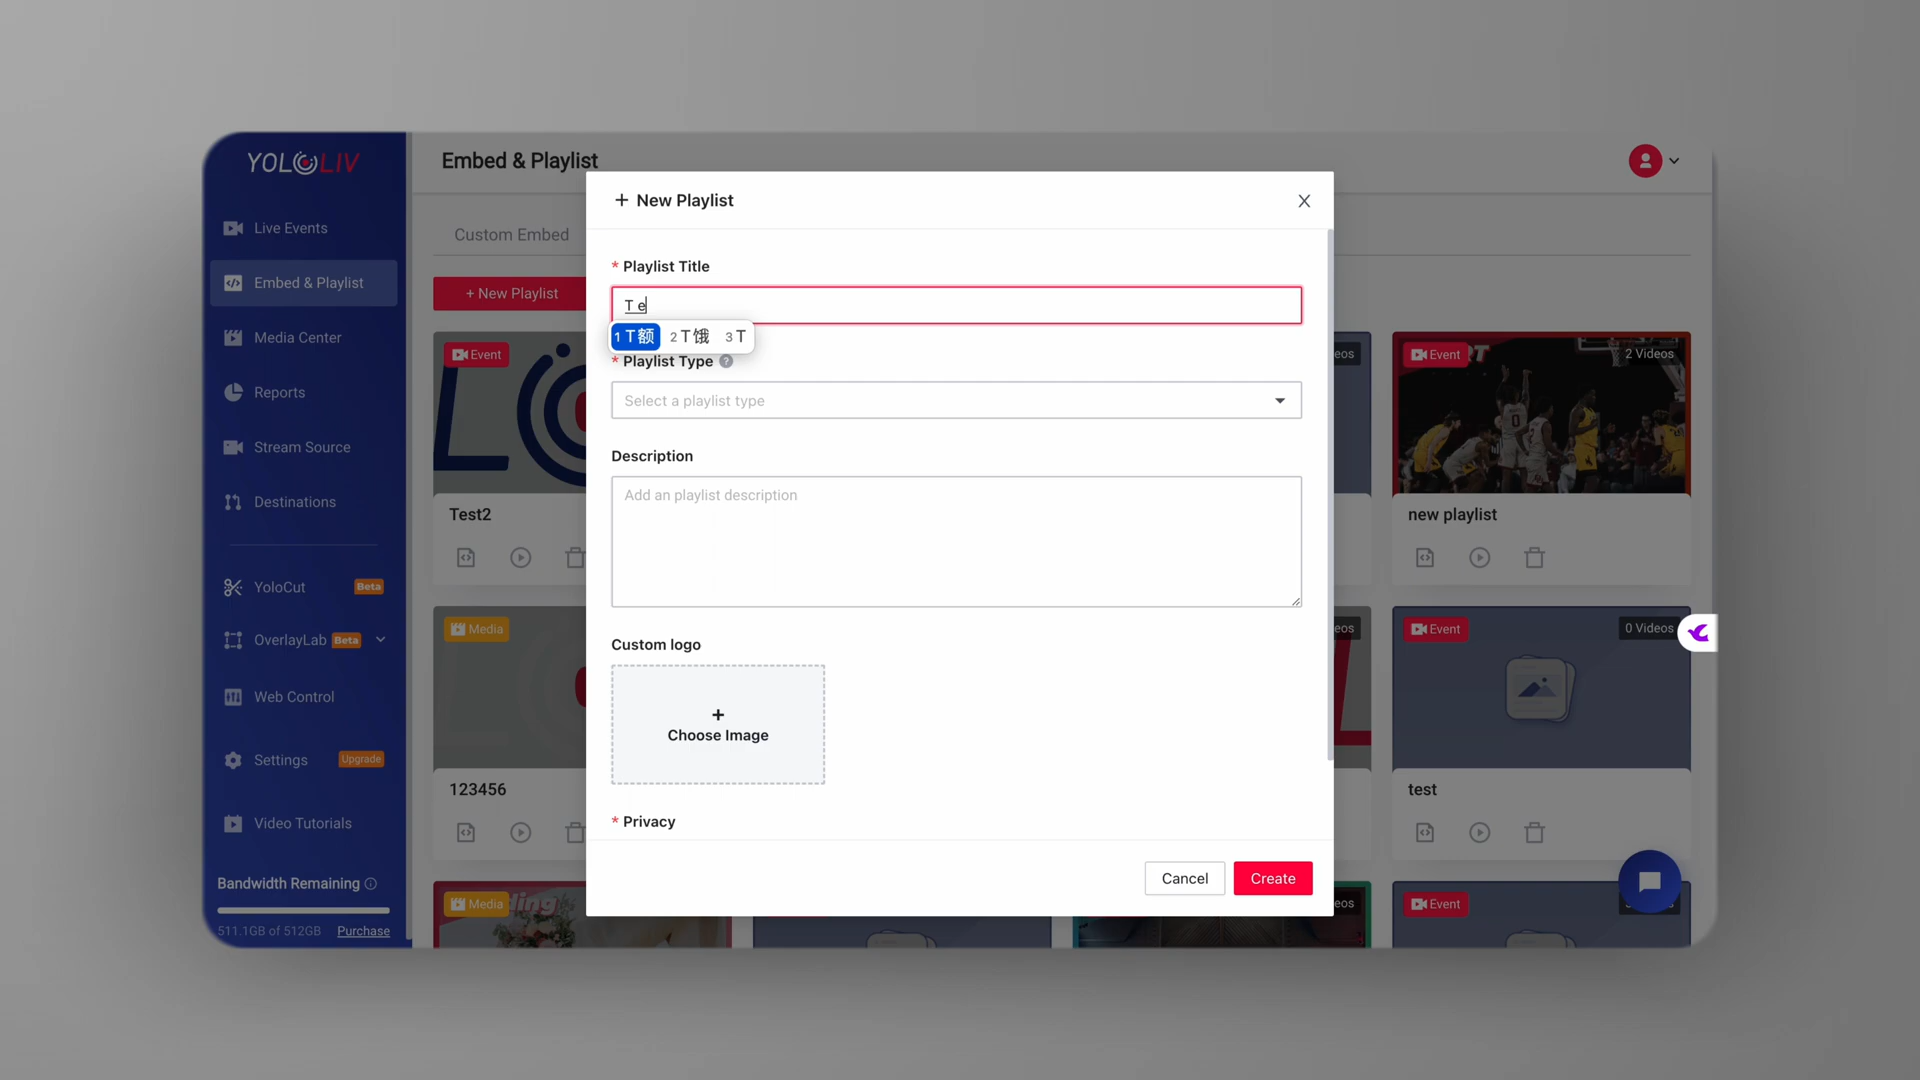 YOLOLIV
Embed & Playlist
Live Events
Embed & Playlist
Media Center
Reports
Stream Source
Destinations
YoloCut Beta
OverlayLab Beta
Web Control
Settings Upgrade
Video Tutorials
Bandwidth Remaining
511.1GB of 512GB Purchase
Custom Embed
+ New Playlist
Event
Test2
Media
123456
Media
+ New Playlist
* Playlist Title
T e
1 T额 2 T饿 3 T
* Playlist Type ?
Select a playlist type
Description
Add an playlist description
Custom logo
+
Choose Image
* Privacy
Cancel
Create
Event
2 Videos
new playlist
Event
0 Videos
test
Event